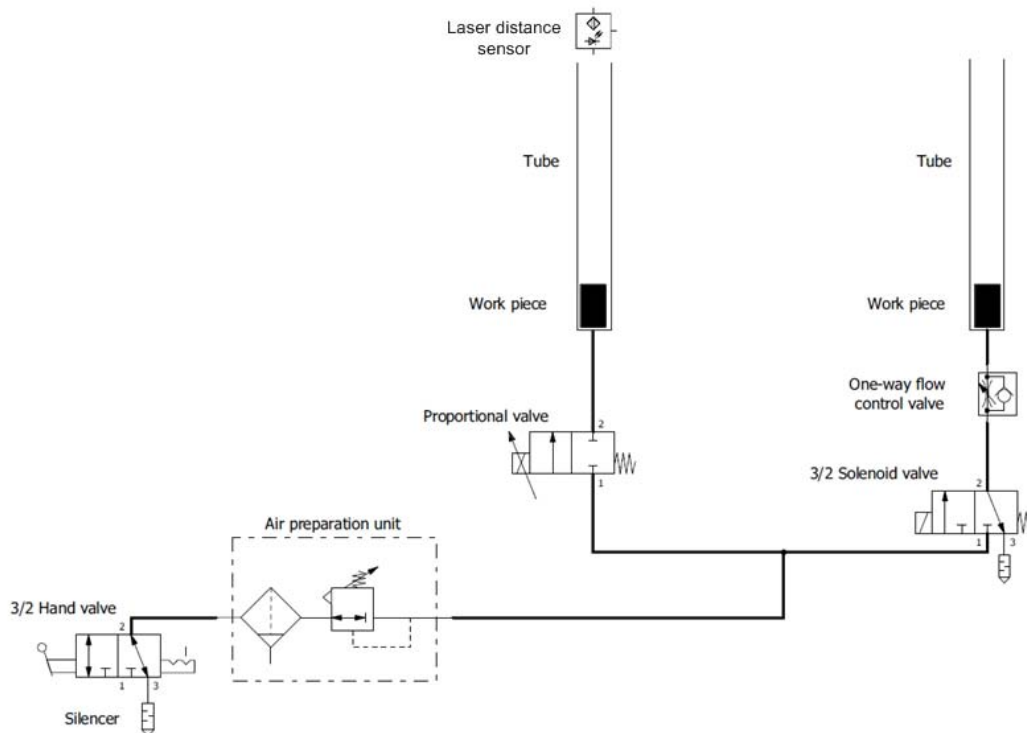 Laser distance
sensor
Tube
Tube
Work piece
Work piece
One-way flow
control valve
Proportional valve
2
1
3/2 Solenoid valve
2
1
3
Air preparation unit
3/2 Hand valve
2
1
3
Silencer